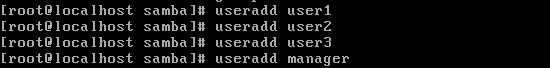 [root@localhost samba]# useradd user1
[root@localhost samba]# useradd user2
[root@localhost samba]# useradd user3
[root@localhost samba]# useradd manager